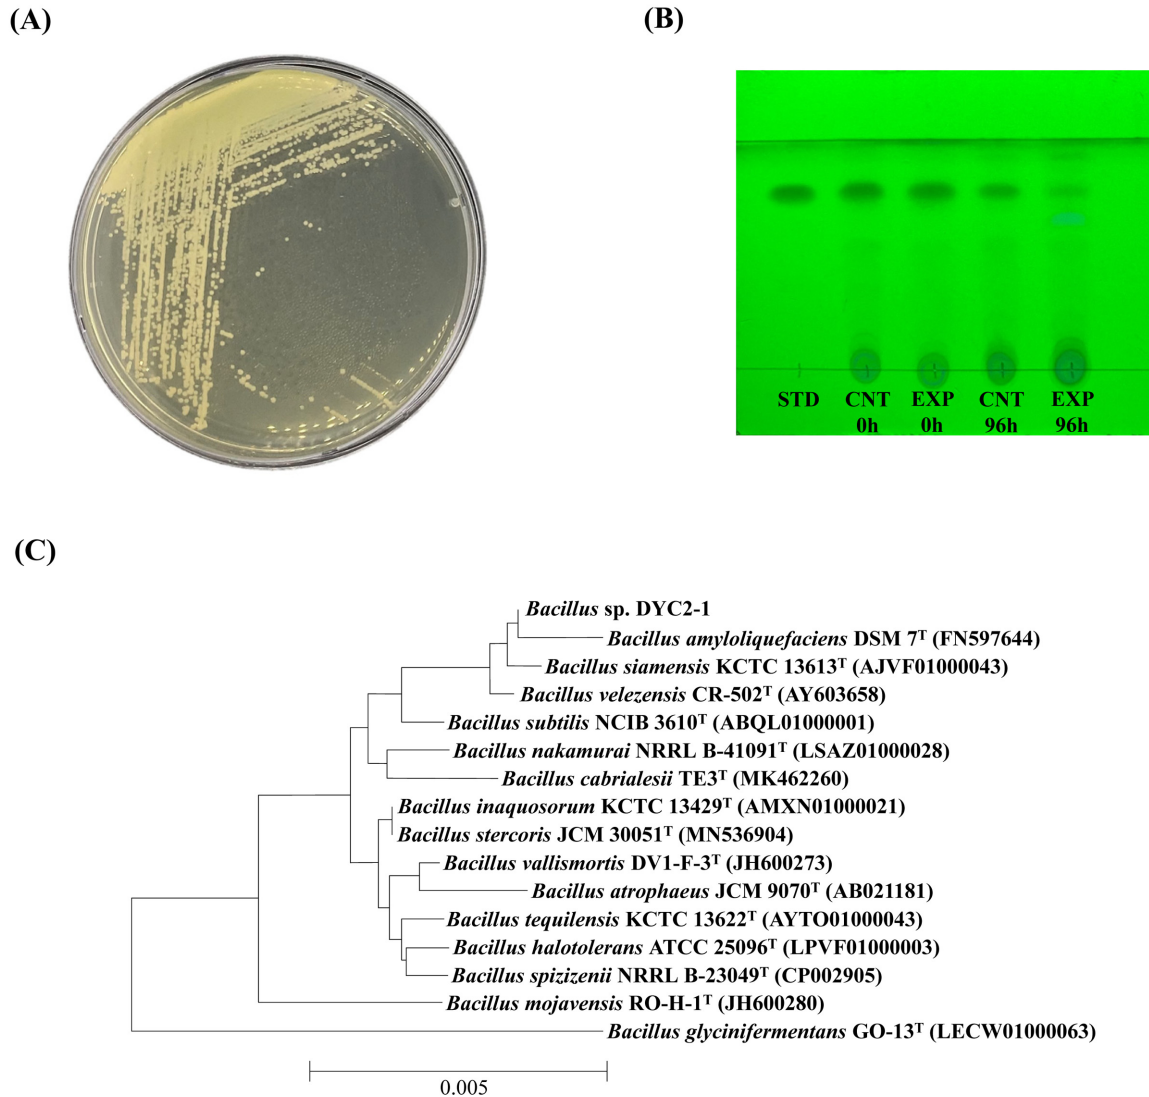 (A)
(B)
STD CNT EXP CNT EXP
0h 0h 96h 96h
(C)
Bacillus sp. DYC2-1
Bacillus amyloliquefaciens DSM 7ᵀ (FN597644)
Bacillus siamensis KCTC 13613ᵀ (AJVF01000043)
Bacillus velezensis CR-502ᵀ (AY603658)
Bacillus subtilis NCIB 3610ᵀ (ABQL01000001)
Bacillus nakamurai NRRL B-41091ᵀ (LSAZ01000028)
Bacillus cabrialesii TE3ᵀ (MK462260)
Bacillus inaquosorum KCTC 13429ᵀ (AMXN01000021)
Bacillus stercoris JCM 30051ᵀ (MN536904)
Bacillus vallismortis DV1-F-3ᵀ (JH600273)
Bacillus atrophaeus JCM 9070ᵀ (AB021181)
Bacillus tequilensis KCTC 13622ᵀ (AYTO01000043)
Bacillus halotolerans ATCC 25096ᵀ (LPVF01000003)
Bacillus spizizenii NRRL B-23049ᵀ (CP002905)
Bacillus mojavensis RO-H-1ᵀ (JH600280)
Bacillus glycinifermentans GO-13ᵀ (LECW01000063)
0.005